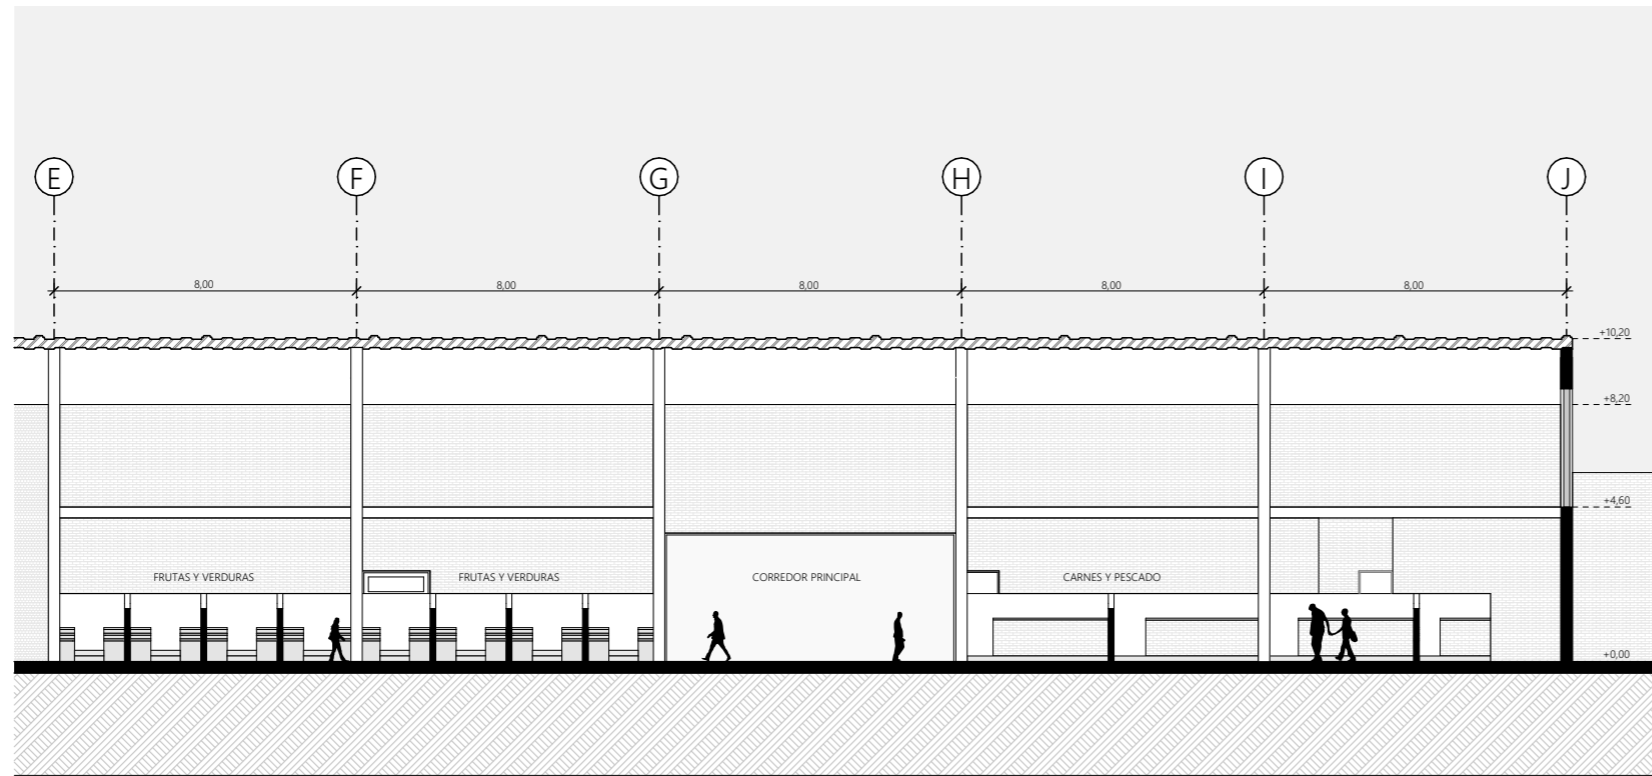 E F G H I J
8,00 8,00 8,00 8,00 8,00
+10,20
+8,20
+4,60
FRUTAS Y VERDURAS FRUTAS Y VERDURAS CORREDOR PRINCIPAL CARNES Y PESCADO
+0,00